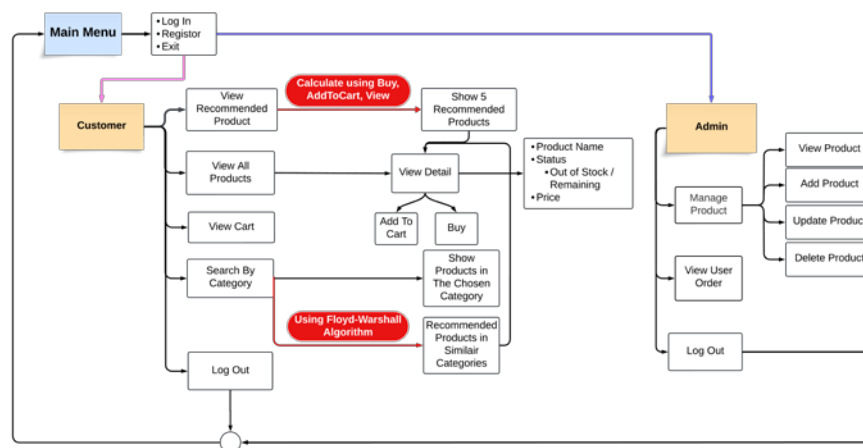 Main Menu
• Log In
• Registor
• Exit
Customer
View
Recommended
Product
Calculate using Buy,
AddToCart, View
Show 5
Recommended
Products
View All
Products
View Detail
• Product Name
• Status
• Out of Stock /
Remaining
• Price
Add To
Cart
Buy
View Cart
Search By
Category
Show
Products in
The Chosen
Category
Using Floyd-Warshall
Algorithm
Recommended
Products in
Similair
Categories
Log Out
Admin
Manage
Product
View Product
Add Product
Update Product
Delete Product
View User
Order
Log Out